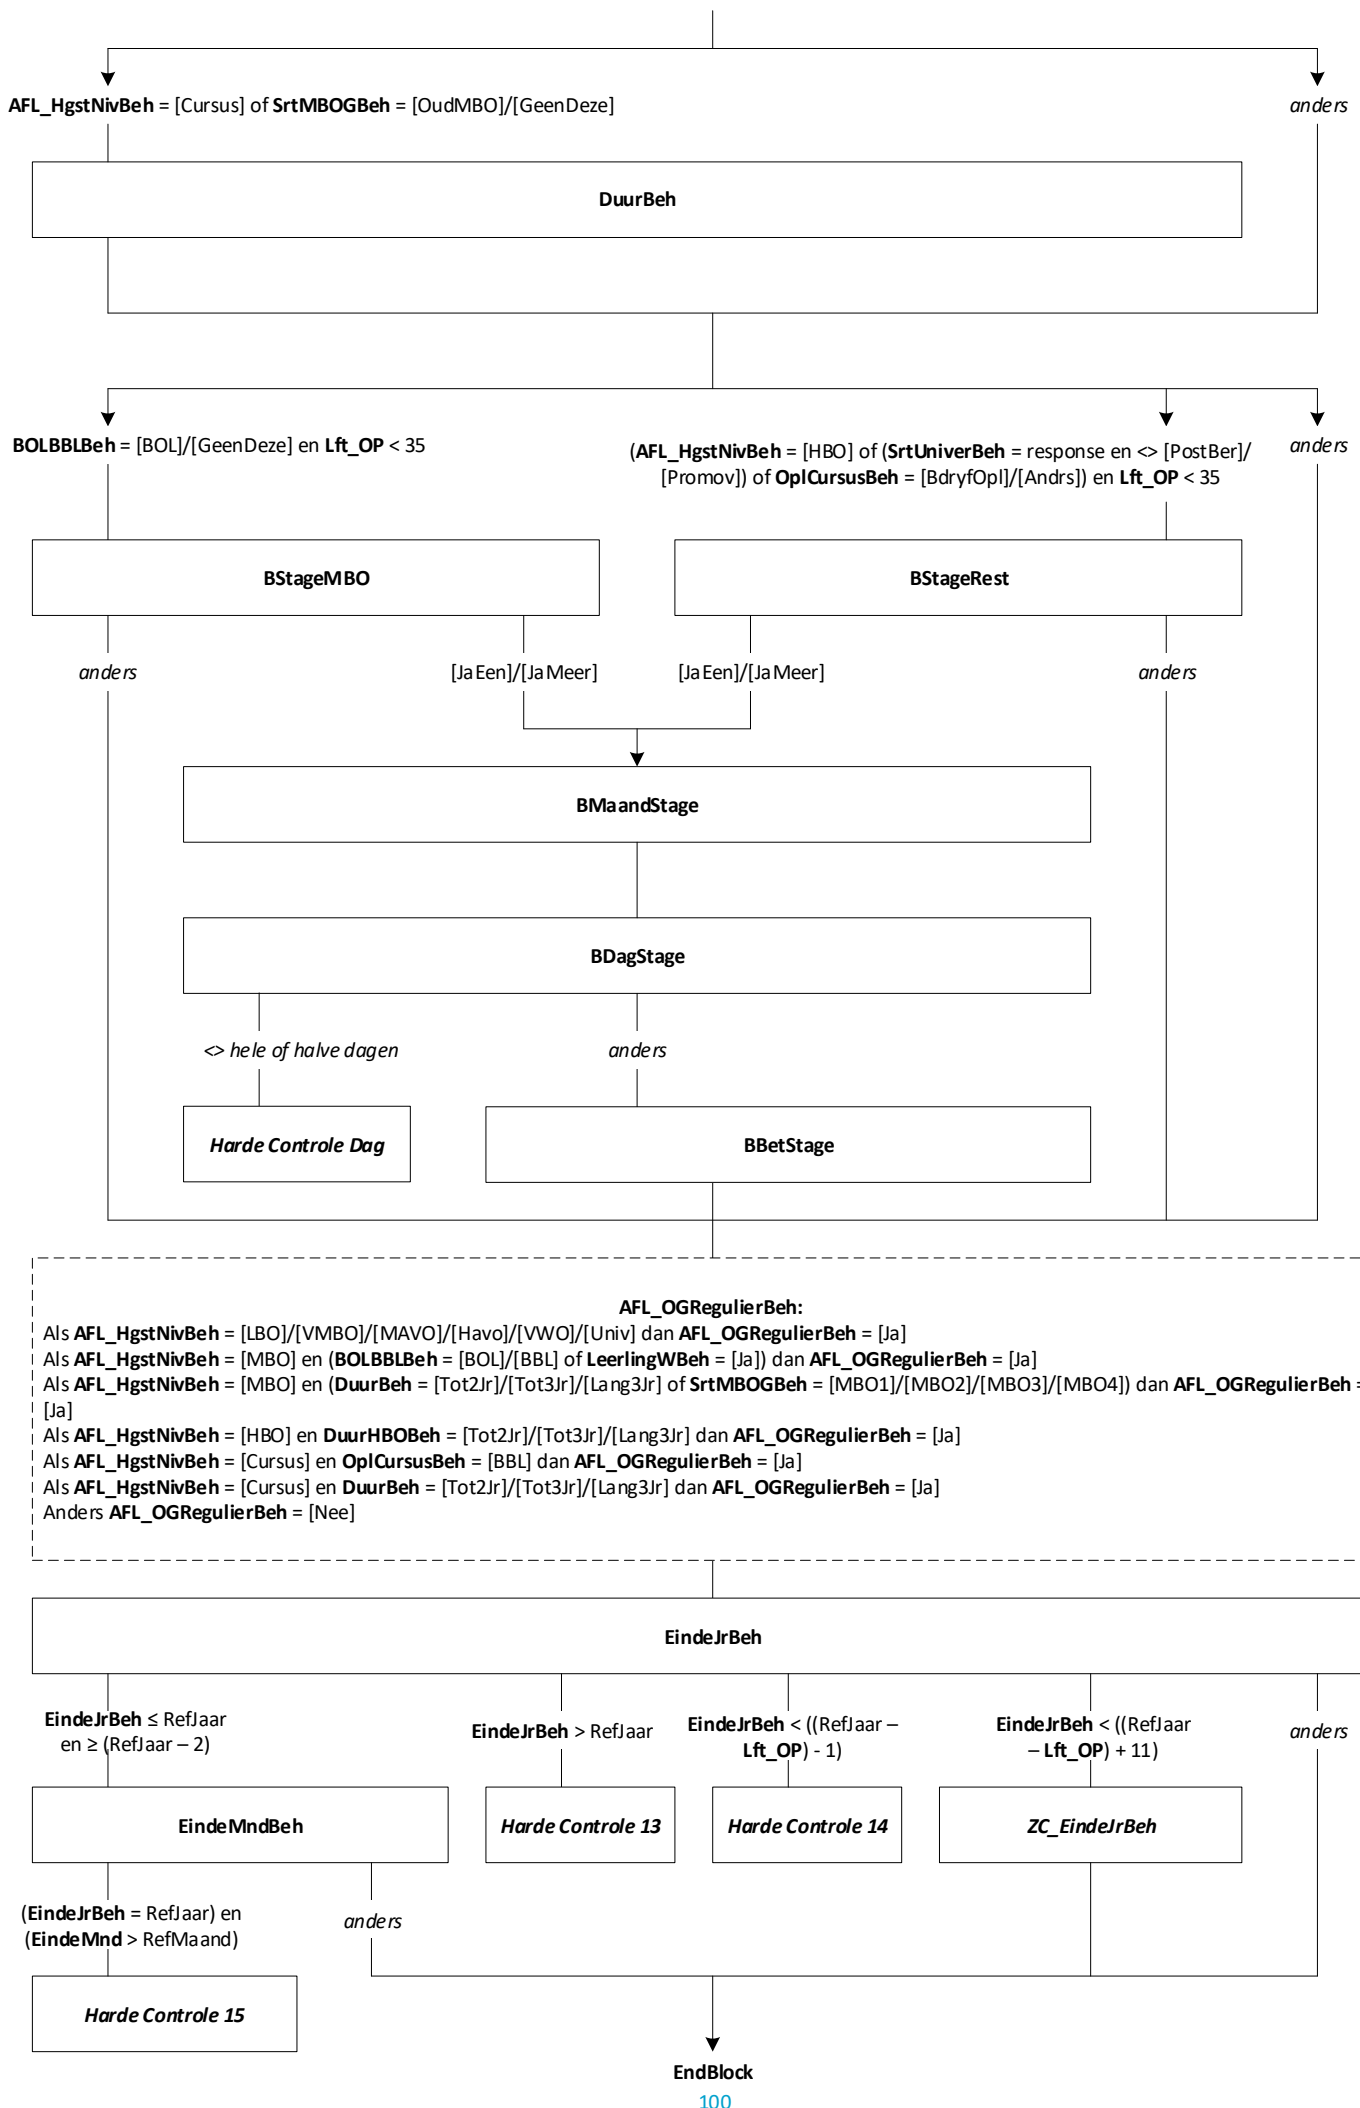 AFL_HgstNivBeh = [Cursus] of SrtMBOGBeh = [OudMBO]/[GeenDeze]
anders
DuurBeh
BOLBBLBeh = [BOL]/[GeenDeze] en Lft_OP < 35
(AFL_HgstNivBeh = [HBO] of (SrtUniverBeh = response en <> [PostBer]/
[Promov]) of OplCursusBeh = [BdryfOpl]/[Andrs]) en Lft_OP < 35
anders
BStageMBO
BStageRest
anders
[JaEen]/[JaMeer]
[JaEen]/[JaMeer]
anders
BMaandStage
BDagStage
<> hele of halve dagen
anders
Harde Controle Dag
BBetStage
AFL_OGRegulierBeh:
Als AFL_HgstNivBeh = [LBO]/[VMBO]/[MAVO]/[Havo]/[VWO]/[Univ] dan AFL_OGRegulierBeh = [Ja]
Als AFL_HgstNivBeh = [MBO] en (BOLBBLBeh = [BOL]/[BBL] of LeerlingWBeh = [Ja]) dan AFL_OGRegulierBeh = [Ja]
Als AFL_HgstNivBeh = [MBO] en (DuurBeh = [Tot2Jr]/[Tot3Jr]/[Lang3Jr] of SrtMBOGBeh = [MBO1]/[MBO2]/[MBO3]/[MBO4]) dan AFL_OGRegulierBeh =
[Ja]
Als AFL_HgstNivBeh = [HBO] en DuurHBOBeh = [Tot2Jr]/[Tot3Jr]/[Lang3Jr] dan AFL_OGRegulierBeh = [Ja]
Als AFL_HgstNivBeh = [Cursus] en OplCursusBeh = [BBL] dan AFL_OGRegulierBeh = [Ja]
Als AFL_HgstNivBeh = [Cursus] en DuurBeh = [Tot2Jr]/[Tot3Jr]/[Lang3Jr] dan AFL_OGRegulierBeh = [Ja]
Anders AFL_OGRegulierBeh = [Nee]
EindeJrBeh
EindeJrBeh ≤ RefJaar
en ≥ (RefJaar – 2)
EindeJrBeh > RefJaar
EindeJrBeh < ((RefJaar –
Lft_OP) - 1)
EindeJrBeh < ((RefJaar
– Lft_OP) + 11)
anders
EindeMndBeh
Harde Controle 13
Harde Controle 14
ZC_EindeJrBeh
(EindeJrBeh = RefJaar) en
(EindeMnd > RefMaand)
anders
Harde Controle 15
EndBlock
100